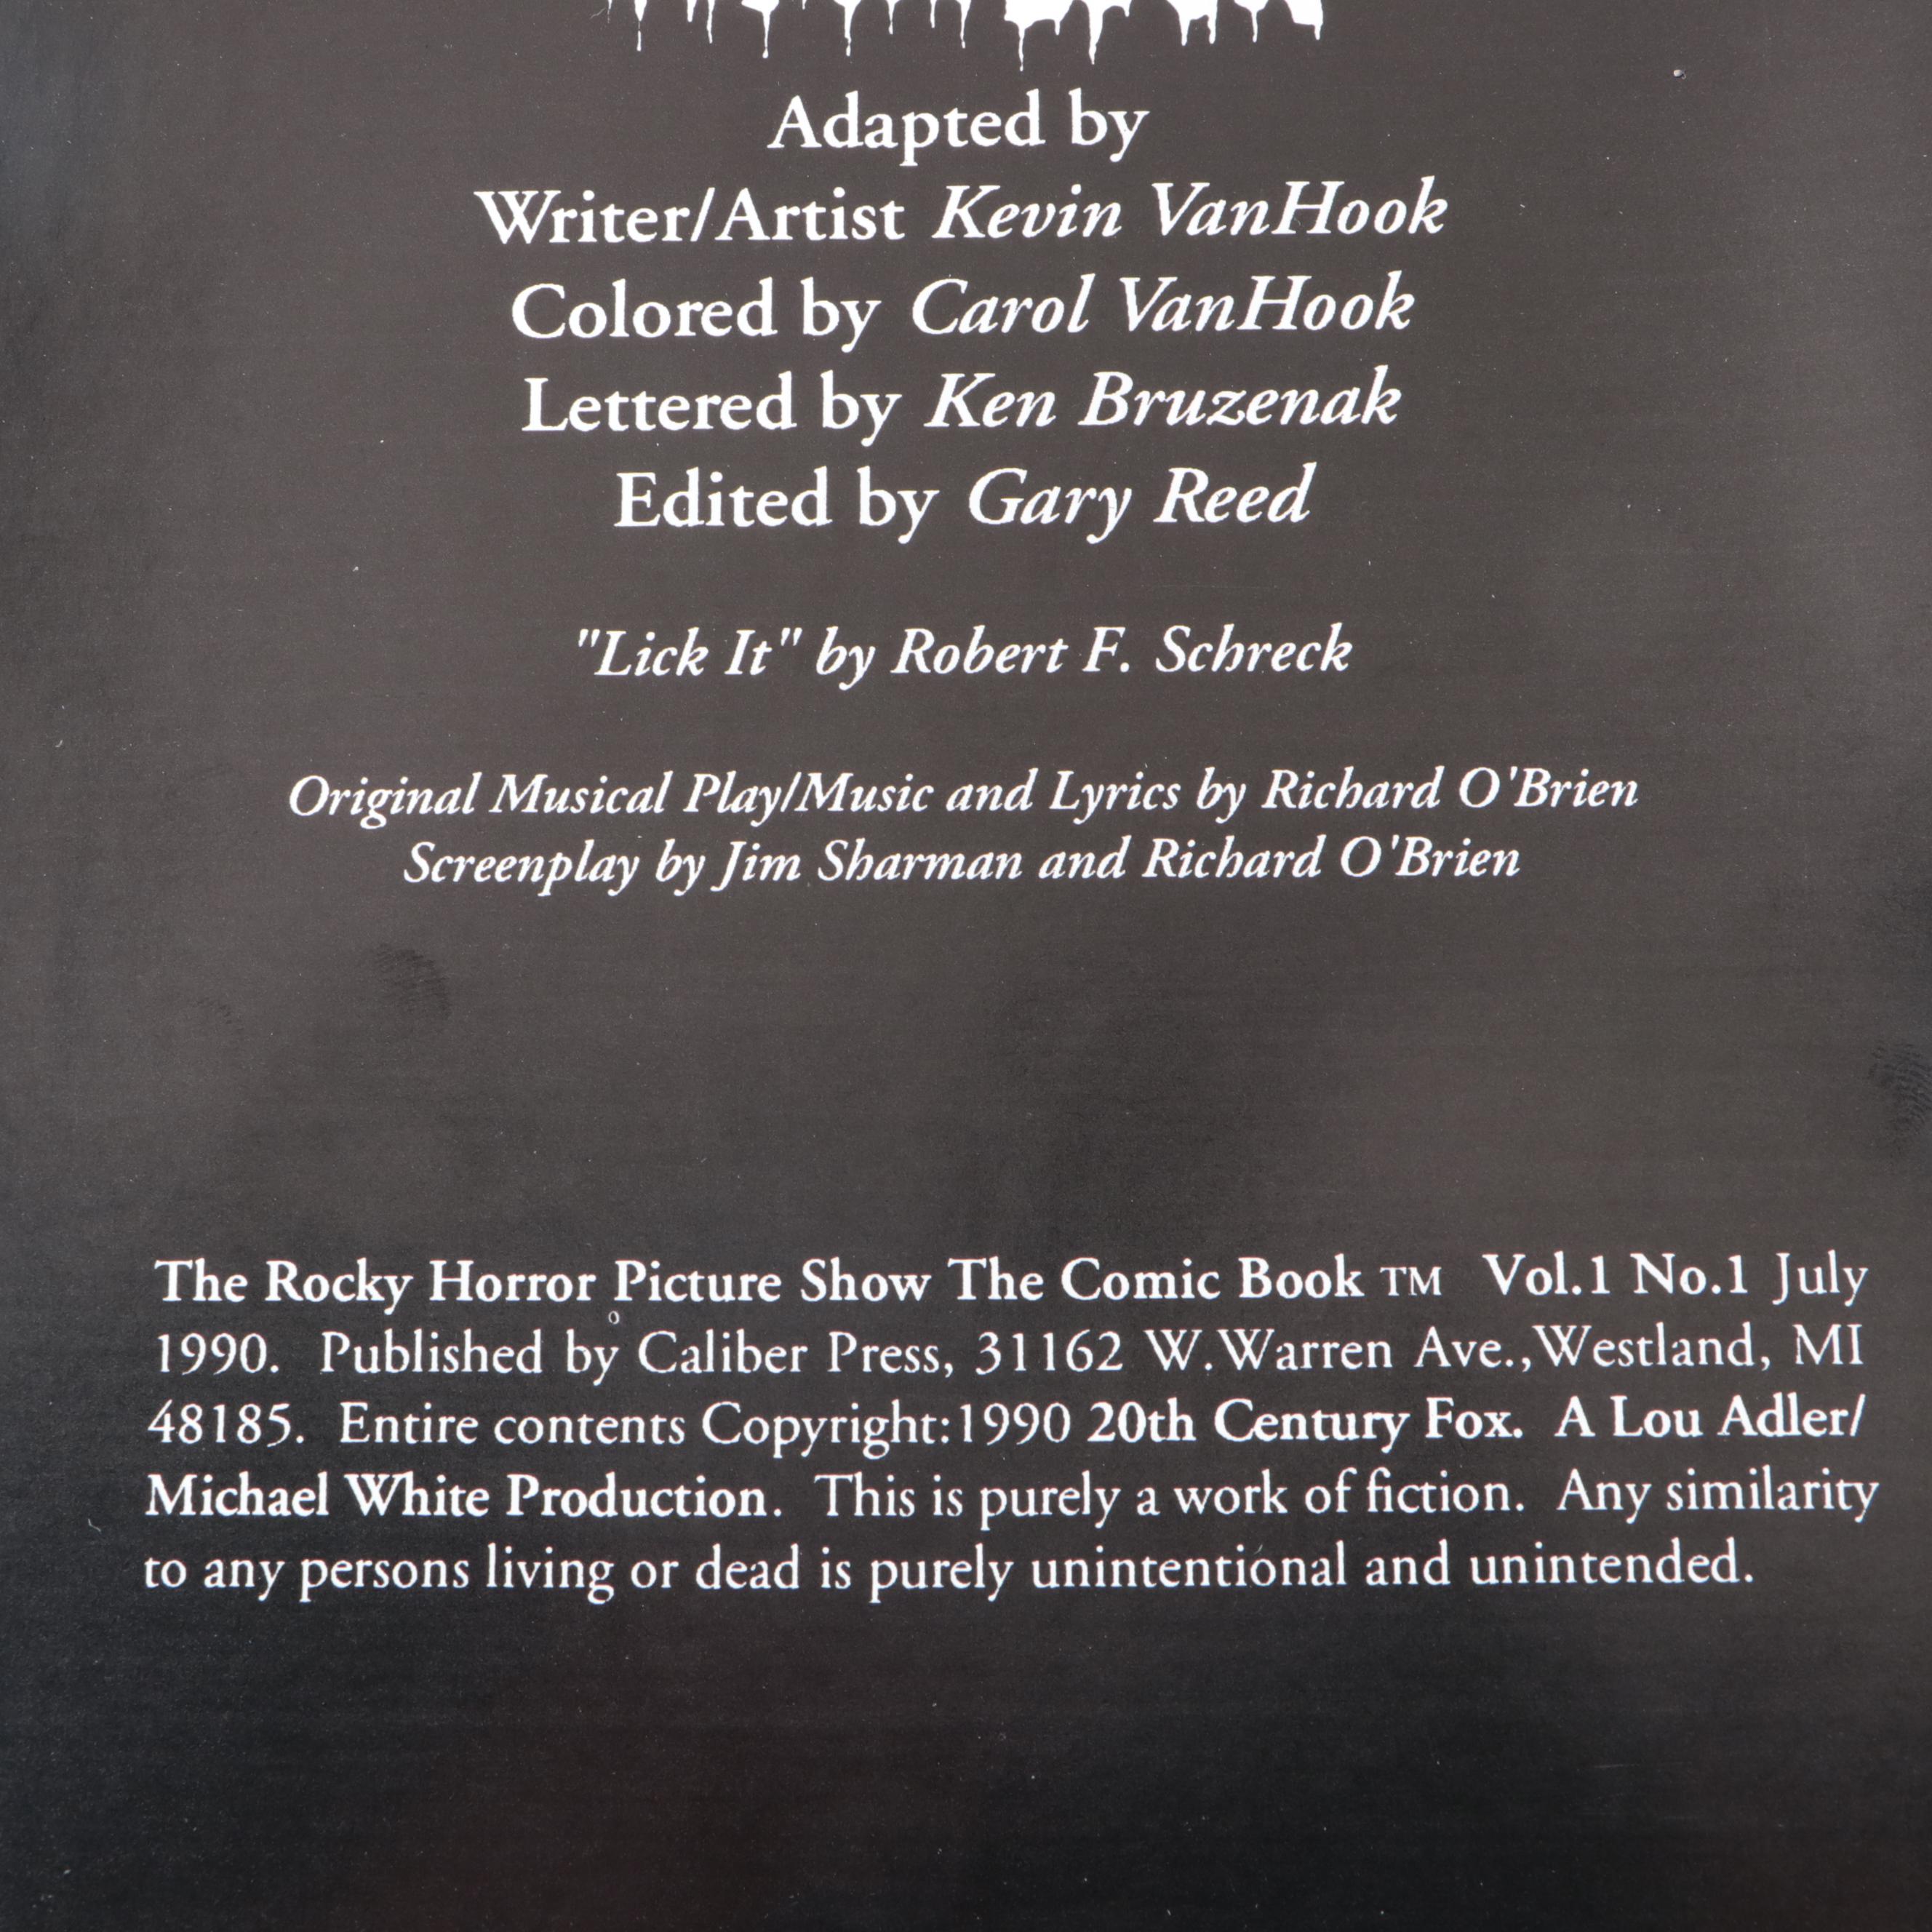 Adapted by
Writer/Artist Kevin VanHook
Colored by Carol VanHook
Lettered by Ken Bruzenak
Edited by Gary Reed
"Lick It" by Robert F. Schreck
Original Musical Play/Music and Lyrics by Richard O'Brien
Screenplay by Jim Sharman and Richard O'Brien
The Rocky Horror Picture Show The Comic Book TM Vol.1 No.1 July
1990. Published by Caliber Press, 31162 W.Warren Ave.,Westland, MI
48185. Entire contents Copyright:1990 20th Century Fox. A Lou Adler/
Michael White Production. This is purely a work of fiction. Any similarity
to any persons living or dead is purely unintentional and unintended.